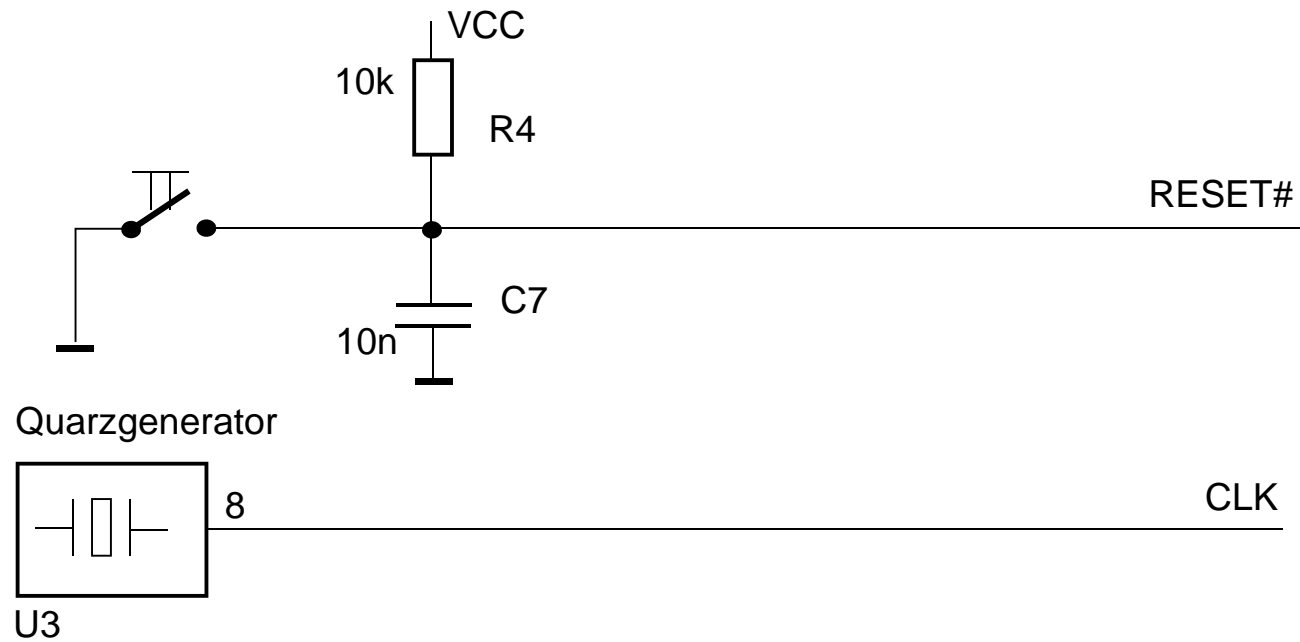 VCC
10k
R4
RESET#
C7
10n
Quarzgenerator
8
CLK
U3